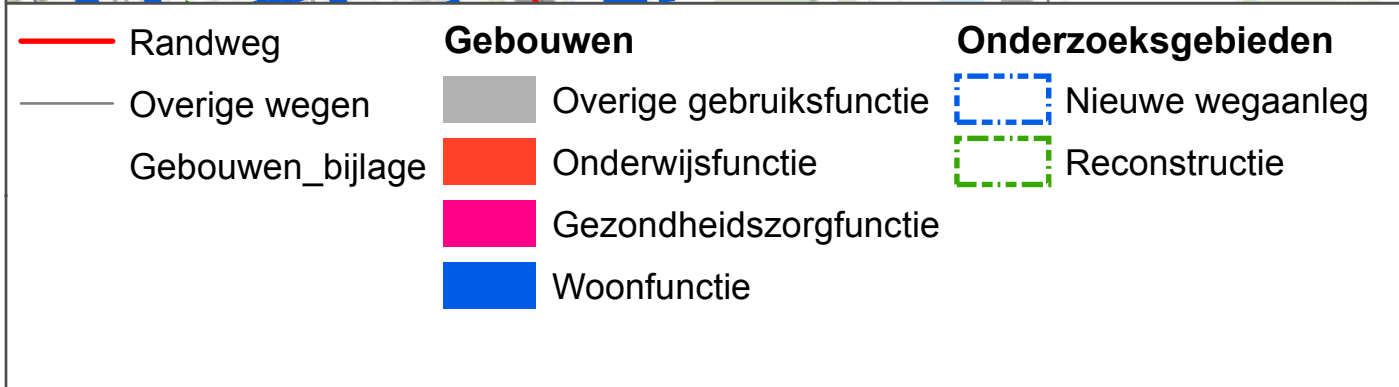 Randweg
Overige wegen
Gebouwen_bijlage
Gebouwen
Overige gebruiksfunctie
Onderwijsfunctie
Gezondheidszorgfunctie
Woonfunctie
Onderzoeksgebieden
Nieuwe wegaanleg
Reconstructie